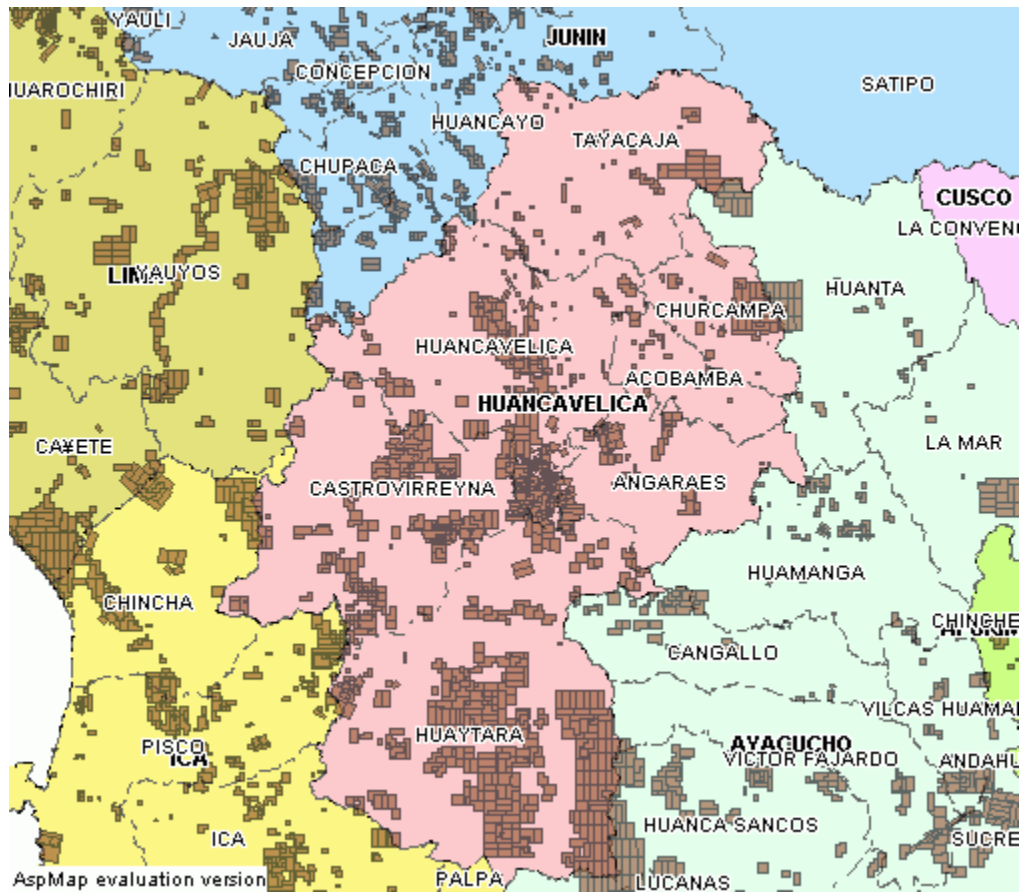 YAULI
JAUJA
JUNIN
CONCEPCION
SATIPO
HUAROCHIRI
HUANCAYO
TAYACAJA
CHUPACA
CUSCO
LA CONVENC
LIMA
YAUYOS
HUANTA
CHURCAMPA
HUANCAVELICA
ACOBAMBA
HUANCAVELICA
CA¥ETE
LA MAR
CASTROVIRREYNA
ANGARAES
HUAMANGA
CHINCHA
CHINCHE
APURIM
CANGALLO
VILCAS HUAMA
HUAYTARA
PISCO
ICA
AYACUCHO
VICTOR FAJARDO
ANDAHU
HUANCA SANCOS
ICA
SUCRE
AspMap evaluation version
PALPA
LUCANAS